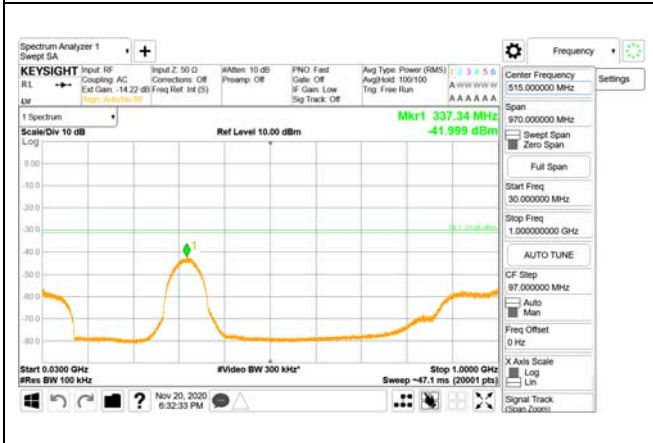 Spectrum Analyzer 1
Swept SA
Frequency
KEYSIGHT
Input: RF
Input Z: 50 Ω
#Atten: 10 dB
PNO: Fast
Avg Type: Power (RMS)
1 2 3 4 5 6
RL
Coupling: AC
Corrections: Off
Preamp: Off
Gate: Off
Avg|Hold: 100/100
A W W W W W
Ext Gain: -14.22 dB
Freq Ref: Int (S)
IF Gain: Low
Trig: Free Run
Align: Auto/No RF
Sig Track: Off
A A A A A A
Center Frequency
515.000000 MHz
Settings
Span
970.000000 MHz
Swept Span
Zero Span
Full Span
Start Freq
30.000000 MHz
Stop Freq
1.000000000 GHz
AUTO TUNE
CF Step
97.000000 MHz
Auto
Man
Freq Offset
0 Hz
X Axis Scale
Log
Lin
Signal Track
(Span Zoom)
1 Spectrum
Mkr1 337.34 MHz
Scale/Div 10 dB
Ref Level 10.00 dBm
-41.999 dBm
Log
0.00
-10.0
-20.0
-30.0
-40.0
1
-50.0
-60.0
-70.0
-80.0
Start 0.0300 GHz
#Video BW 300 kHz*
Stop 1.0000 GHz
#Res BW 100 kHz
Sweep ~47.1 ms (20001 pts)
?
Nov 20, 2020
6:32:33 PM